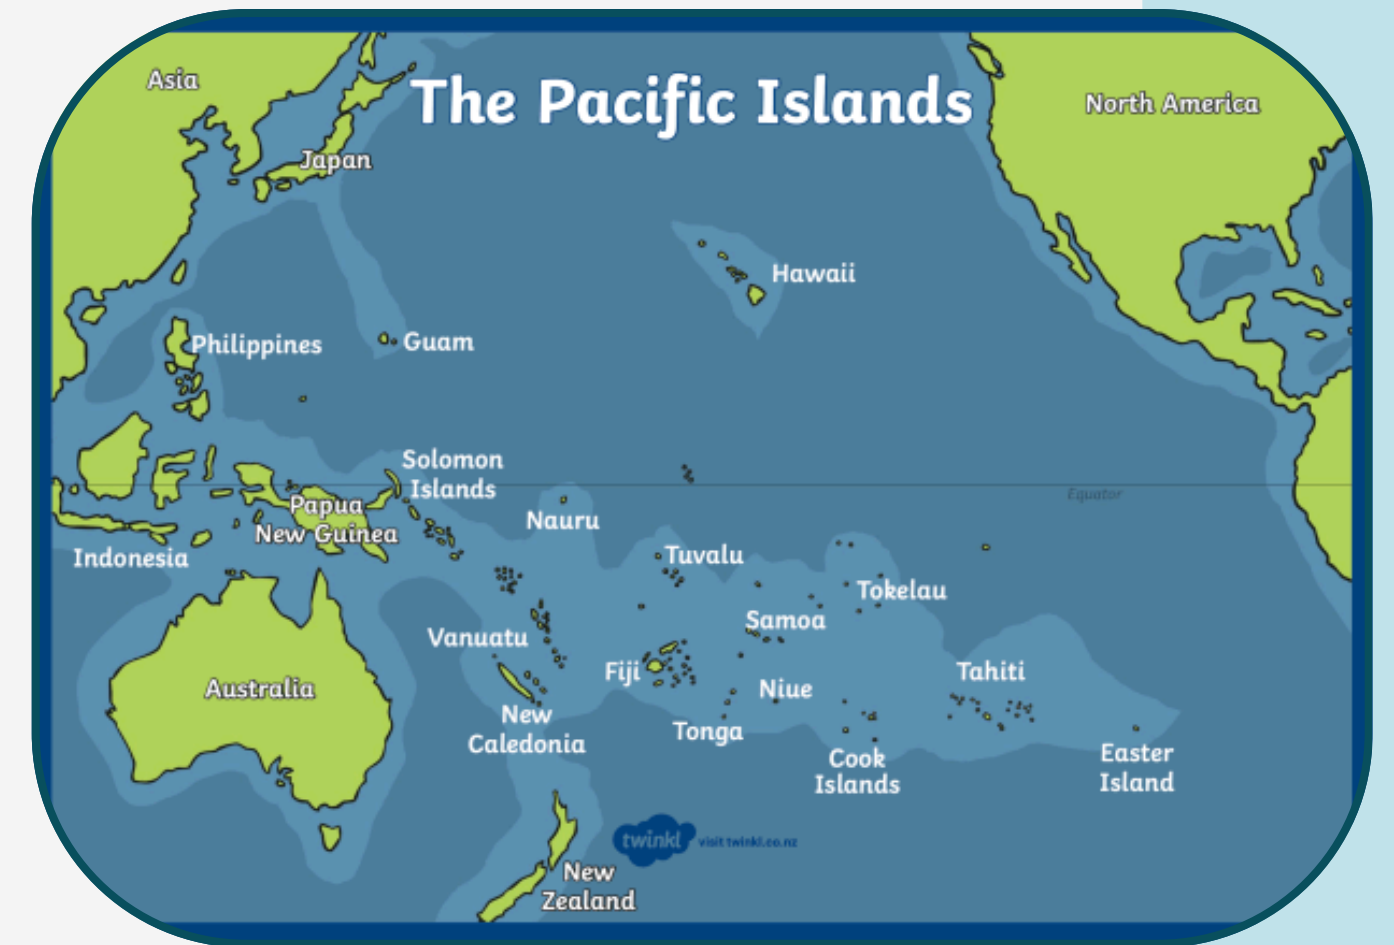 The Pacific Islands
Asia
North America
Japan
Hawaii
Philippines
Guam
Solomon
Islands
Equator
Papua
New Guinea
Nauru
Indonesia
Tuvalu
Tokelau
Samoa
Vanuatu
Fiji
Tahiti
Australia
Niue
New
Caledonia
Tonga
Cook
Islands
Easter
Island
twinkl visit twinkl.co.nz
New
Zealand